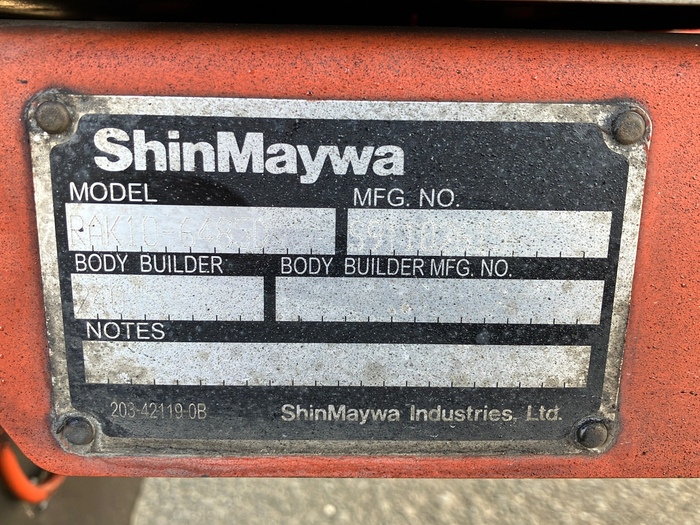 ShinMaywa
MODEL MFG. NO.
BODY BUILDER BODY BUILDER MFG. NO.
NOTES
203-42119-0B ShinMaywa Industries, Ltd.